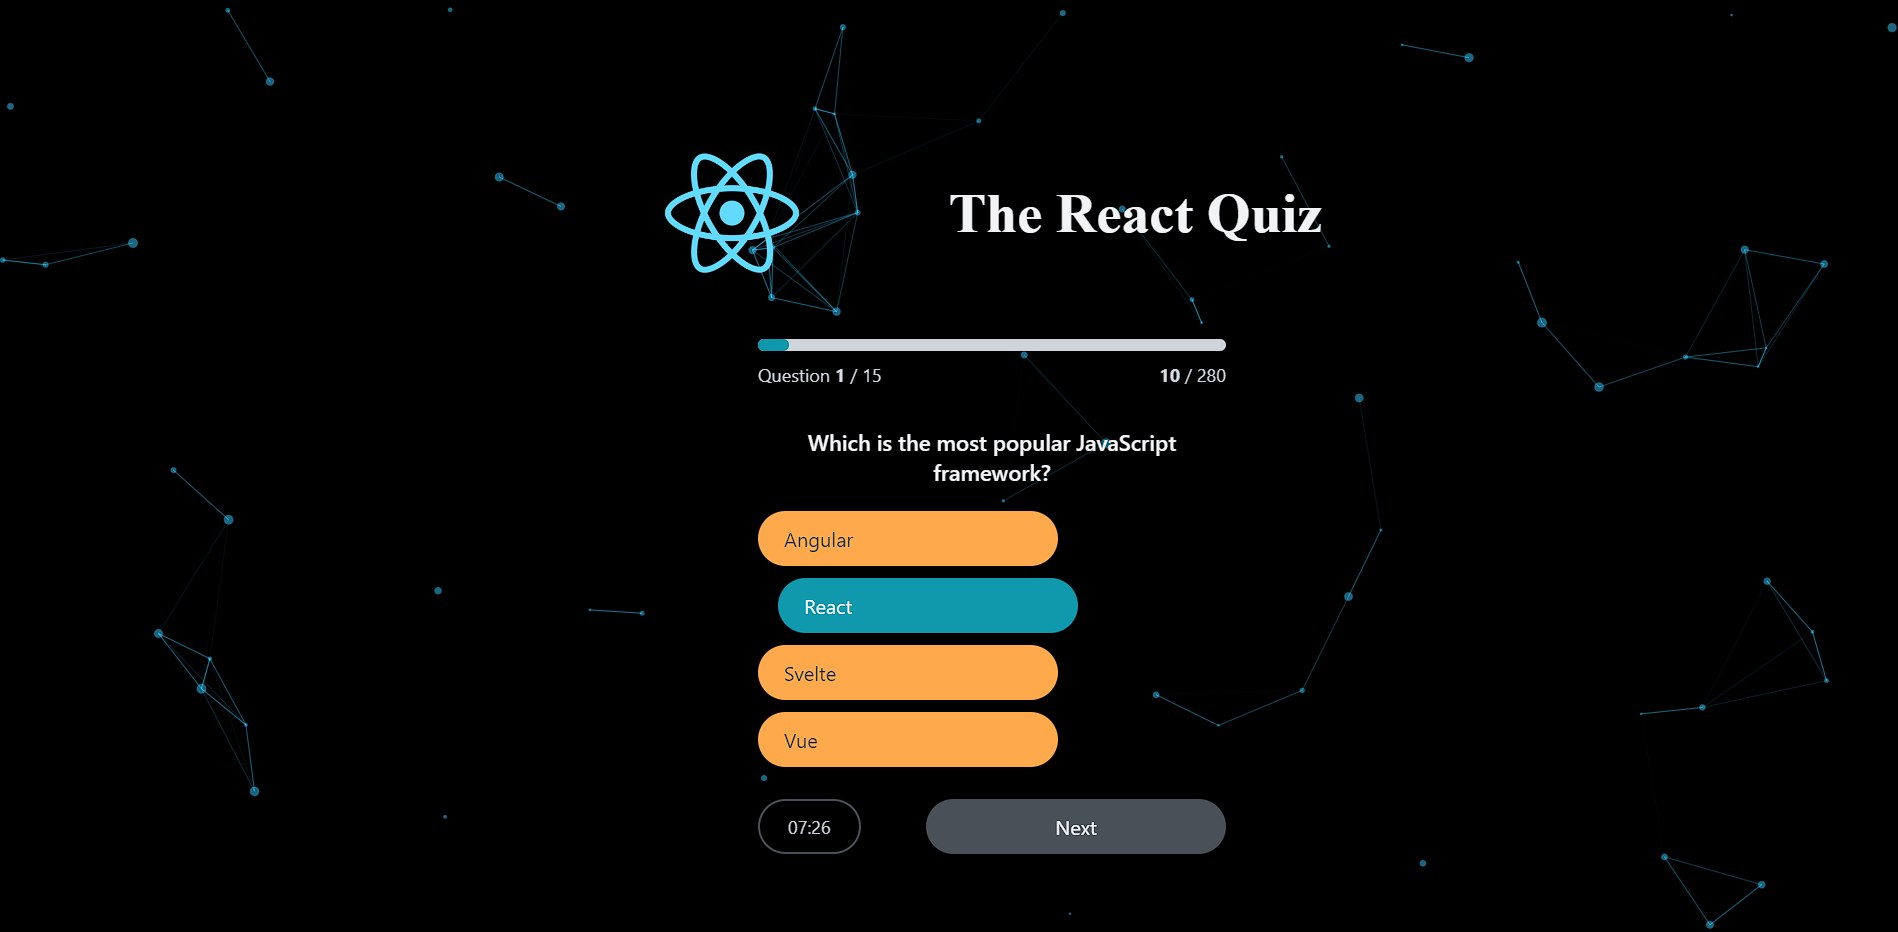 The React Quiz
Question 1 / 15
10 / 280
Which is the most popular JavaScript
framework?
Angular
React
Svelte
Vue
07:26
Next